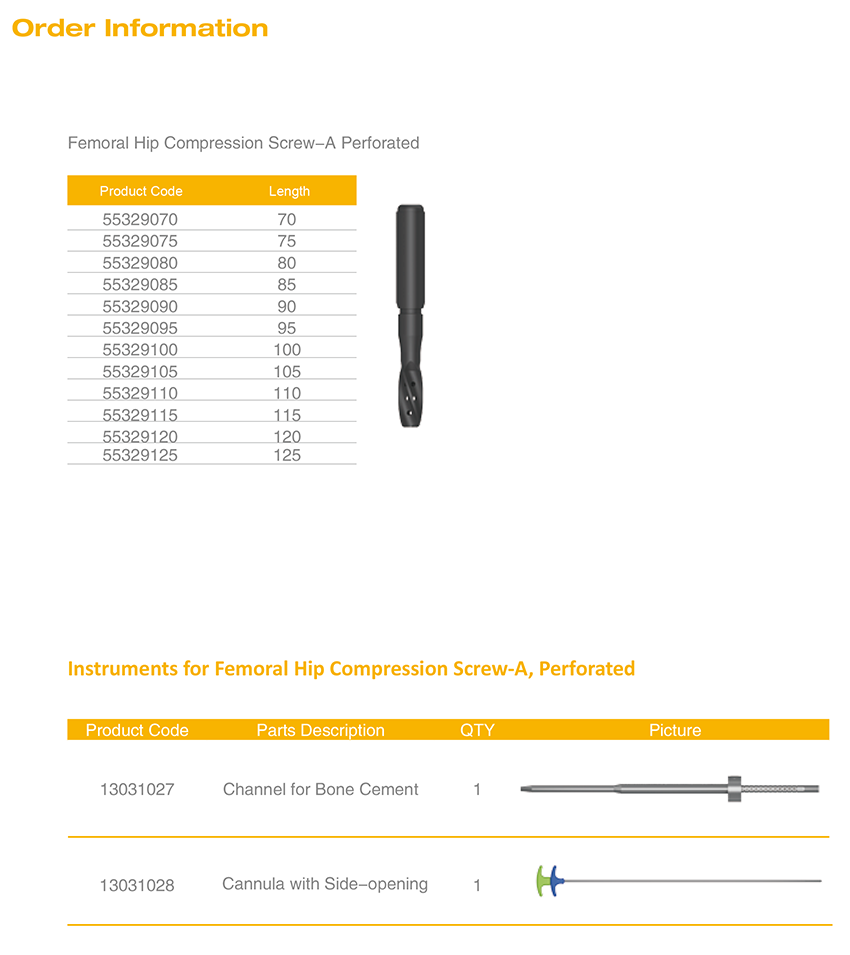 Order Information
Femoral Hip Compression Screw–A Perforated
Product Code Length
55329070 70
55329075 75
55329080 80
55329085 85
55329090 90
55329095 95
55329100 100
55329105 105
55329110 110
55329115 115
55329120 120
55329125 125
Instruments for Femoral Hip Compression Screw-A, Perforated
Product Code Parts Description QTY Picture
13031027 Channel for Bone Cement 1
13031028 Cannula with Side–opening 1